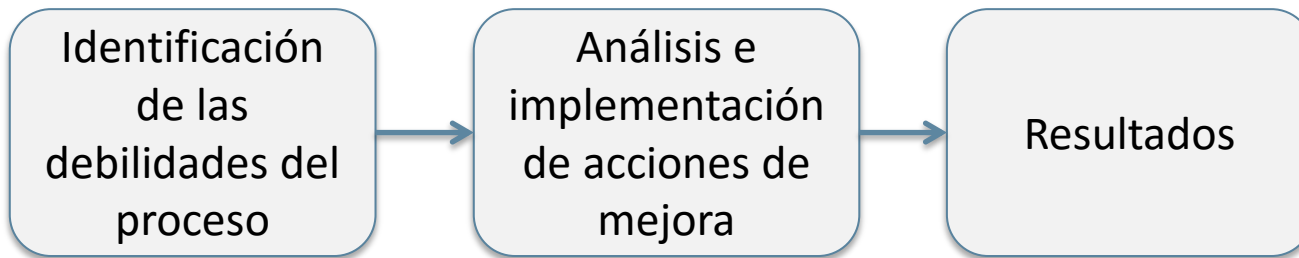 Identificación
de las
debilidades del
proceso
Análisis e
implementación
de acciones de
mejora
Resultados